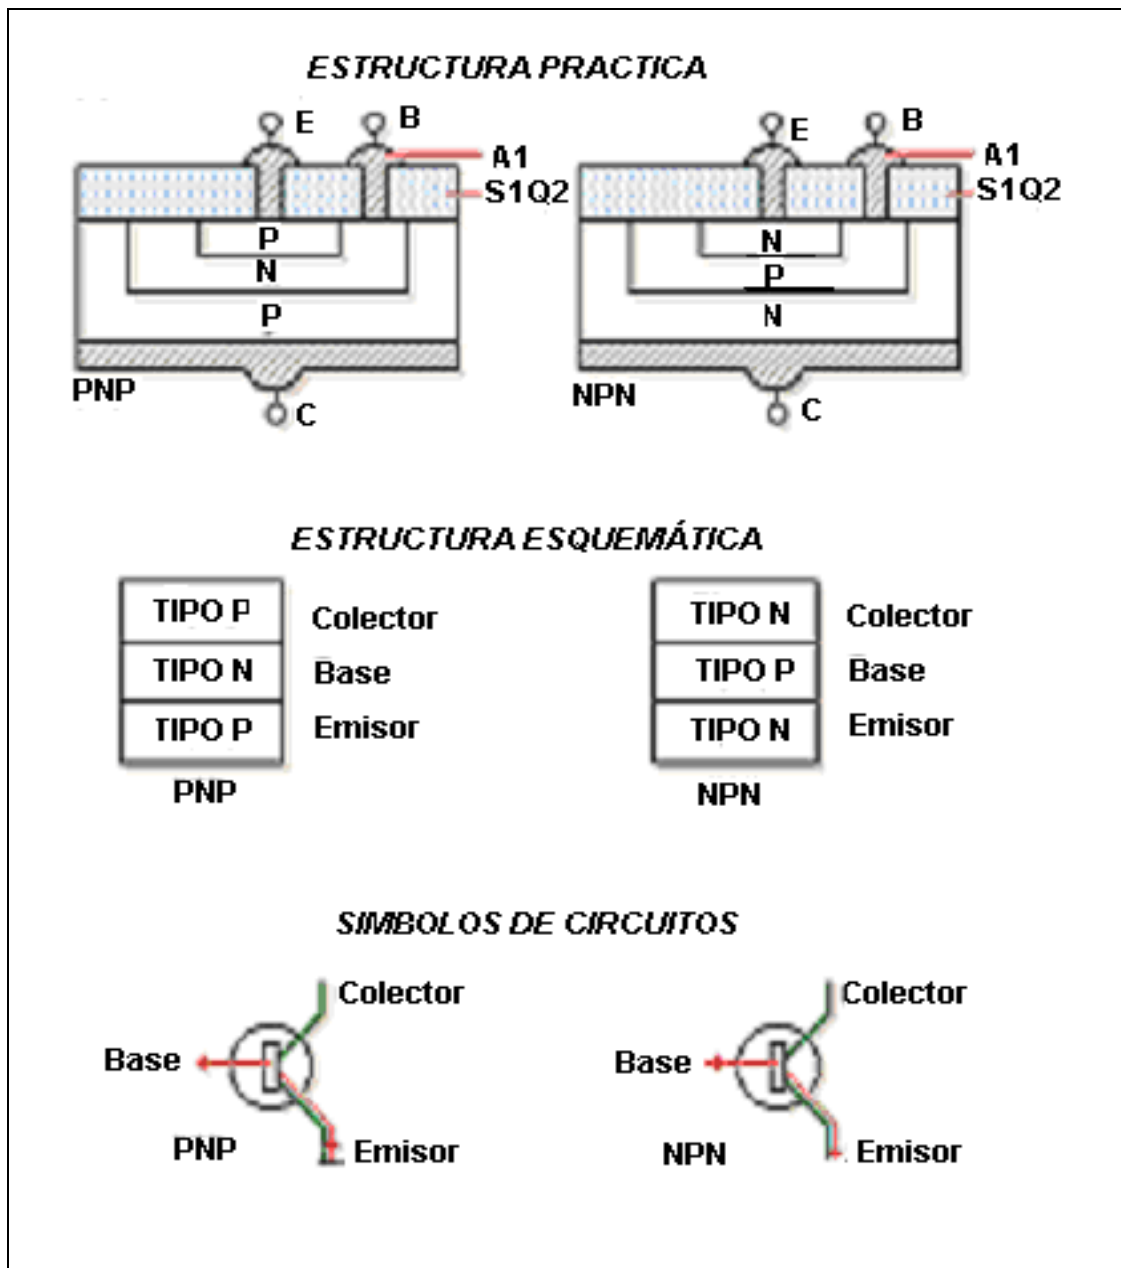 ESTRUCTURA PRACTICA
E B
A1
S1Q2
P
N
P
PNP
C
E B
A1
S1Q2
N
P
N
NPN
C
ESTRUCTURA ESQUEMÁTICA
TIPO P Colector
TIPO N Base
TIPO P Emisor
PNP
TIPO N Colector
TIPO P Base
TIPO N Emisor
NPN
SIMBOLOS DE CIRCUITOS
Colector
Base
PNP
Emisor
Colector
Base
NPN
Emisor